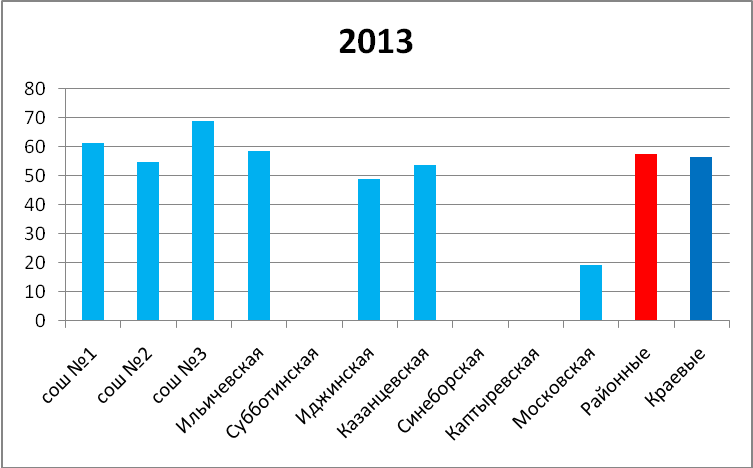 2013
80
70
60
50
40
30
20
10
0
сош №1
сош №2
сош №3
Ильичевская
Субботинская
Иджинская
Казанцевская
Синеборская
Каптыревская
Московская
Районные
Краевые